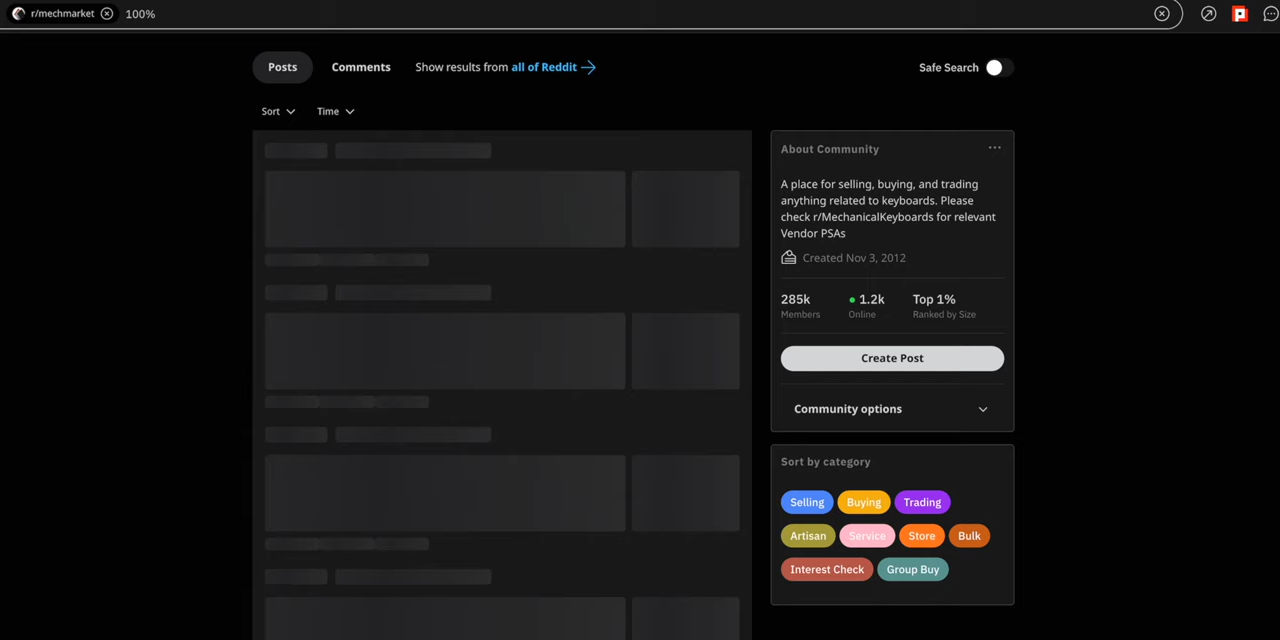 r/mechmarket 100%
Posts Comments Show results from all of Reddit Safe Search
Sort Time
About Community
A place for selling, buying, and trading
anything related to keyboards. Please
check r/MechanicalKeyboards for relevant
Vendor PSAs
Created Nov 3, 2012
285k 1.2k Top 1%
Members Online Ranked by Size
Create Post
Community options
Sort by category
Selling Buying Trading
Artisan Service Store Bulk
Interest Check Group Buy